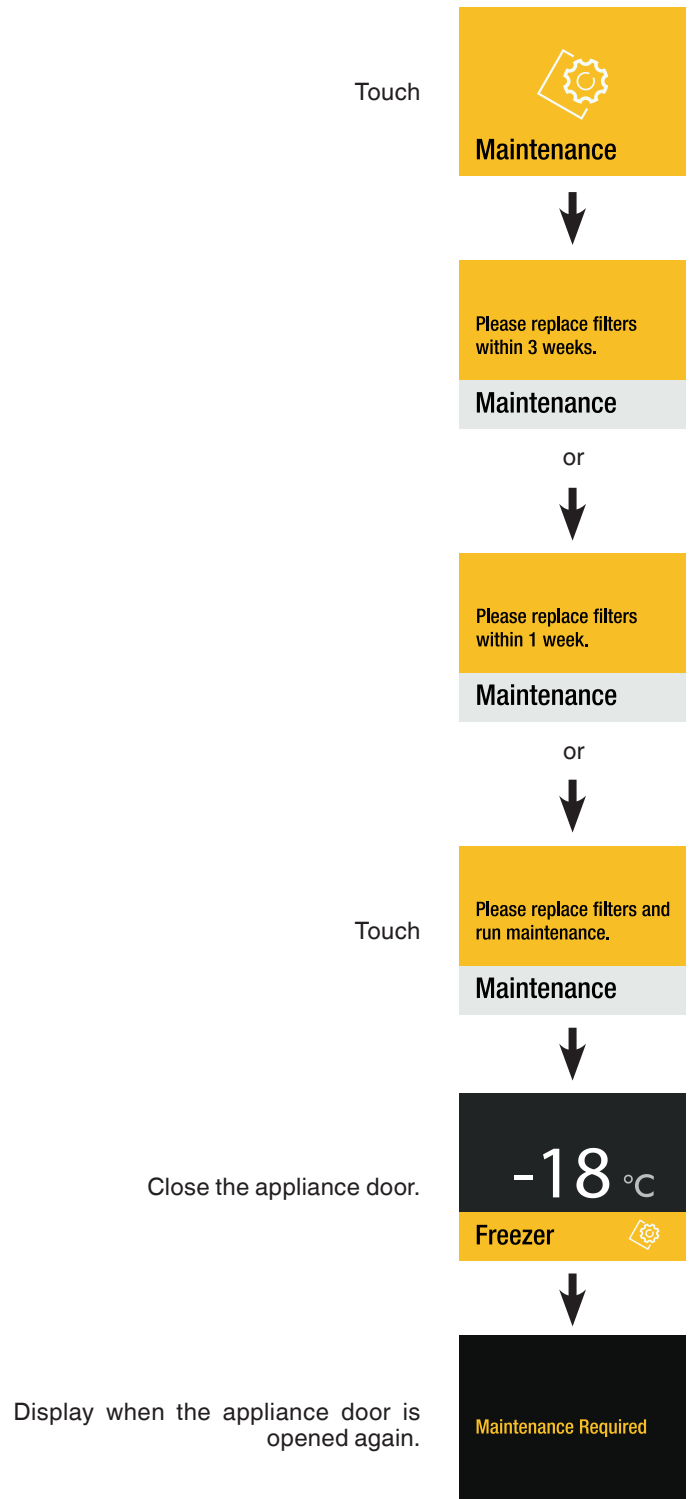 Touch
Maintenance
Please replace filters
within 3 weeks.
Maintenance
or
Please replace filters
within 1 week.
Maintenance
or
Touch
Please replace filters and
run maintenance.
Maintenance
Close the appliance door.
-18 °C
Freezer
Display when the appliance door is
opened again.
Maintenance Required